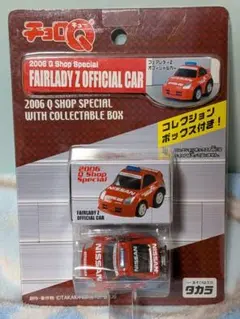 チョロQ
2006 Q Shop Special
FAIRLADY Z OFFICIAL CAR
フェアレディZ
オフィシャルカー
2006 Q SHOP SPECIAL
WITH COLLECTABLE BOX
コレクション
ボックス付き!
2006
Q Shop
Special
NISSAN
FAIRLADY Z
OFFICIAL CAR
NISSAN
NISSAN
タカラ